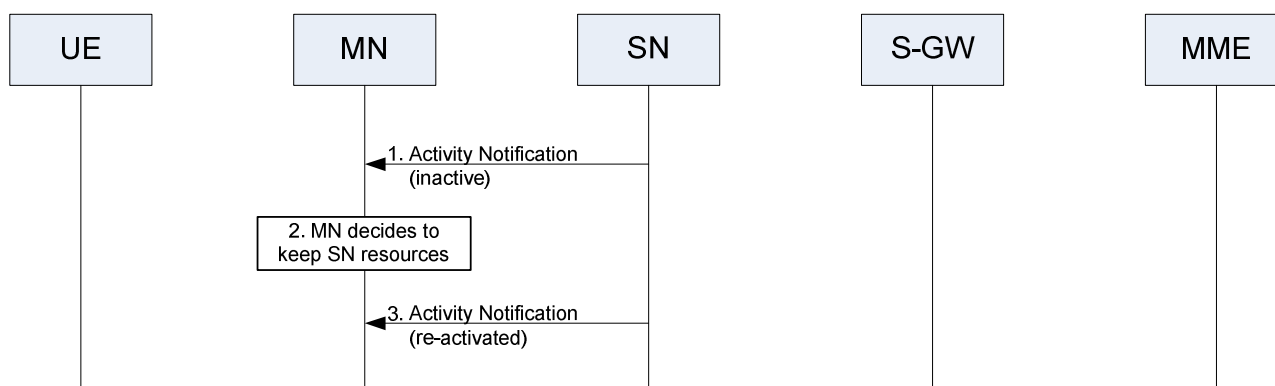 UE
MN
SN
S-GW
MME
1. Activity Notification
(inactive)
2. MN decides to
keep SN resources
3. Activity Notification
(re-activated)